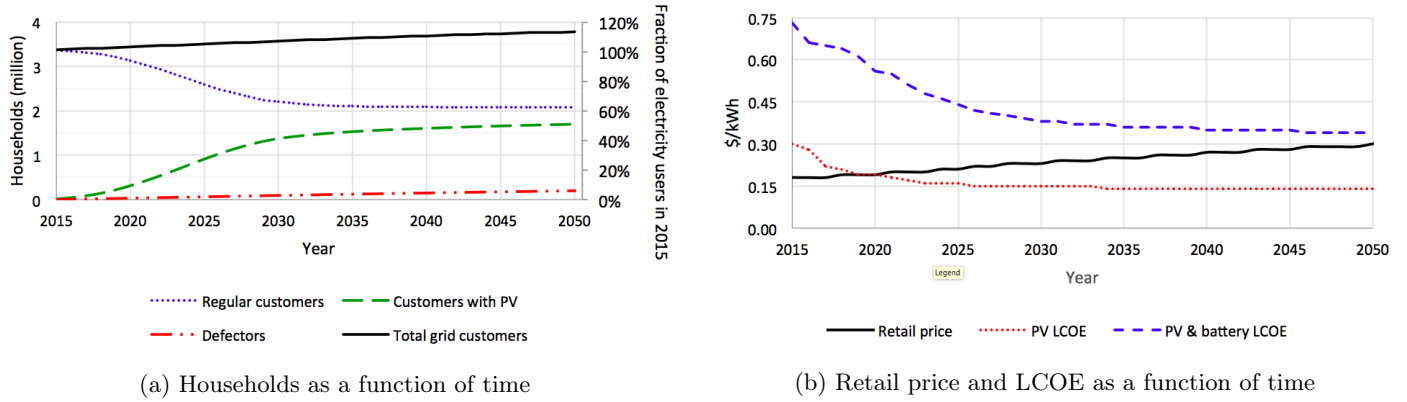 Households (million)
4
3
2
1
0
120%
100%
80%
60%
40%
20%
0%
Fraction of electricity users in 2015
2015 2020 2025 2030 2035 2040 2045 2050
Year
Regular customers
Customers with PV
Defectors
Total grid customers
(a) Households as a function of time
$/kWh
0.75
0.60
0.45
0.30
0.15
0.00
2015 2020 2025 2030 2035 2040 2045 2050
Legend
Year
Retail price PV LCOE PV & battery LCOE
(b) Retail price and LCOE as a function of time